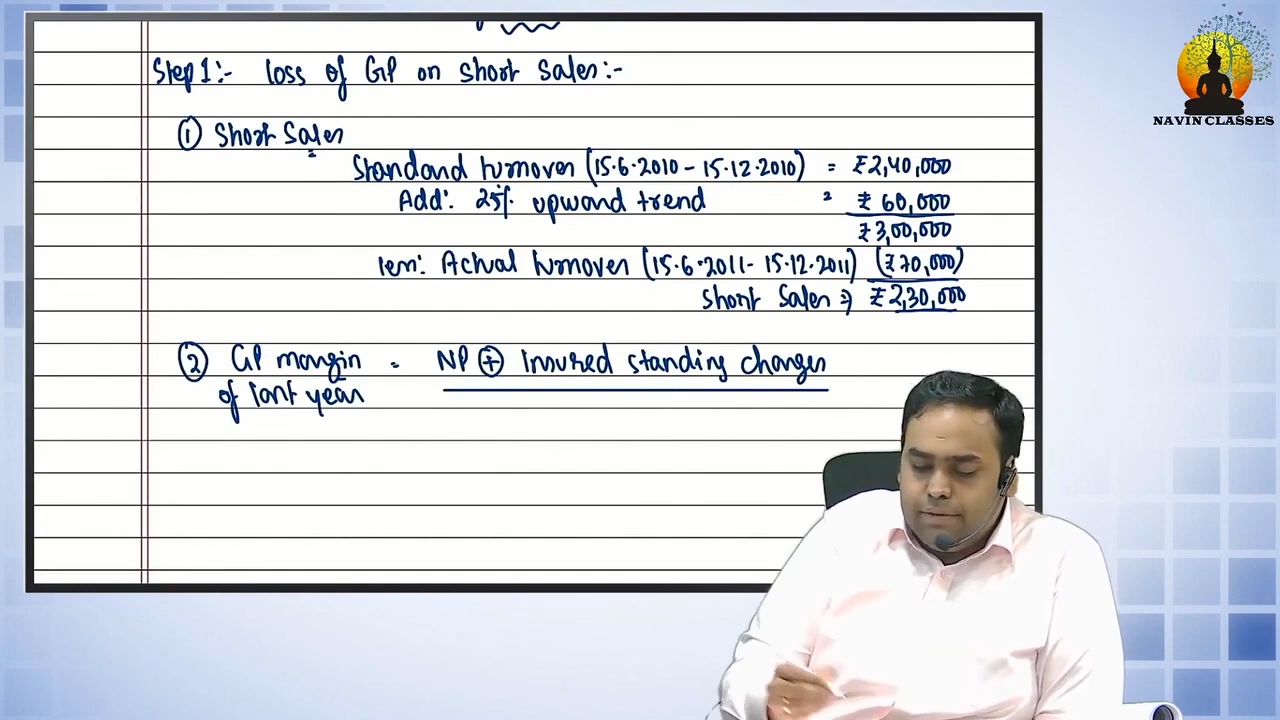 Step 1:- loss of GP on short sales:-
① Short Sales
Standard turnover (15.6.2010 - 15.12.2010) = ₹2,40,000
Add: 25% upward trend = ₹ 60,000
₹3,00,000
less: Actual turnover (15.6.2011 - 15.12.2011) (₹70,000)
short sales ⇒ ₹2,30,000
② GP margin = NP ⊕ Insured standing charges
of last year
NAVIN CLASSES